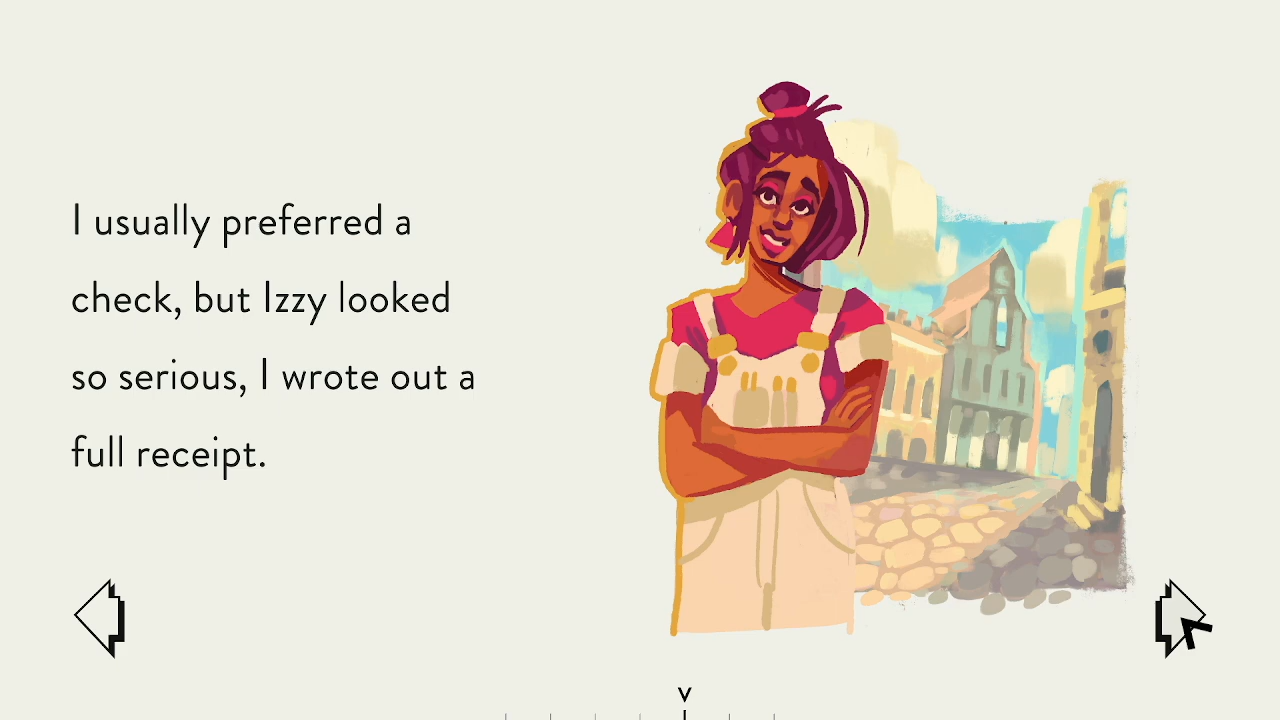 I usually preferred a
check, but Izzy looked
so serious, I wrote out a
full receipt.